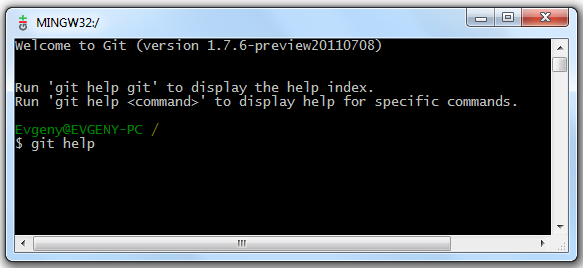 MINGW32:/
Welcome to Git (version 1.7.6-preview20110708)
Run 'git help git' to display the help index.
Run 'git help <command>' to display help for specific commands.
Evgeny@EVGENY-PC /
$ git help